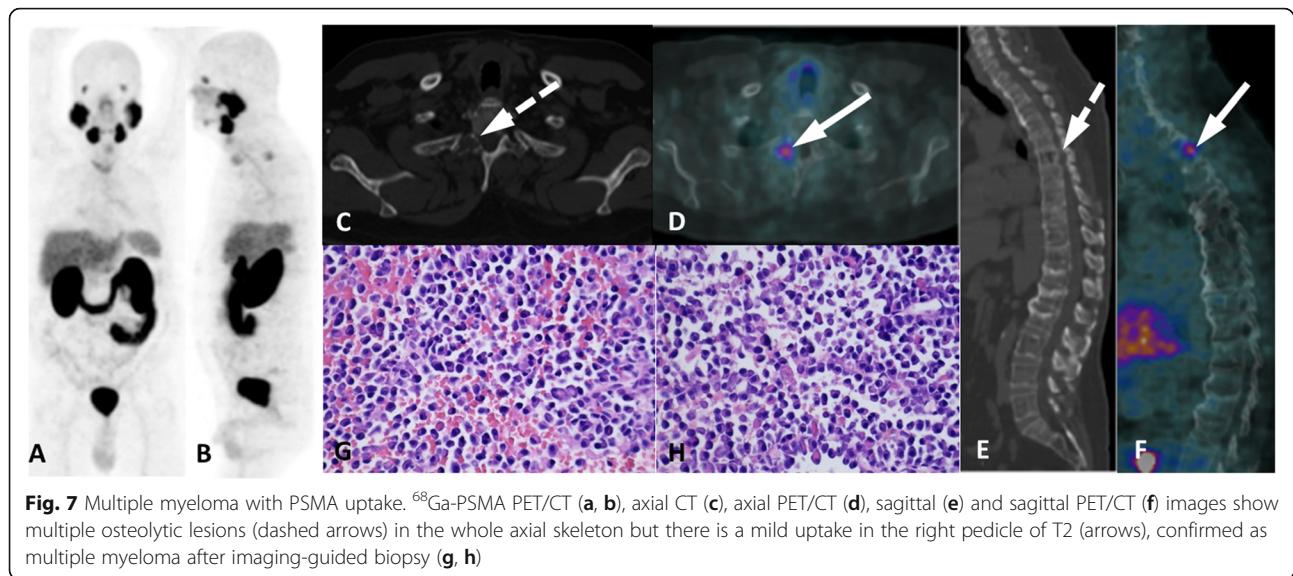 C D
A B G H E F
Fig. 7 Multiple myeloma with PSMA uptake. ⁶⁸Ga-PSMA PET/CT (a, b), axial CT (c), axial PET/CT (d), sagittal (e) and sagittal PET/CT (f) images show
multiple osteolytic lesions (dashed arrows) in the whole axial skeleton but there is a mild uptake in the right pedicle of T2 (arrows), confirmed as
multiple myeloma after imaging-guided biopsy (g, h)